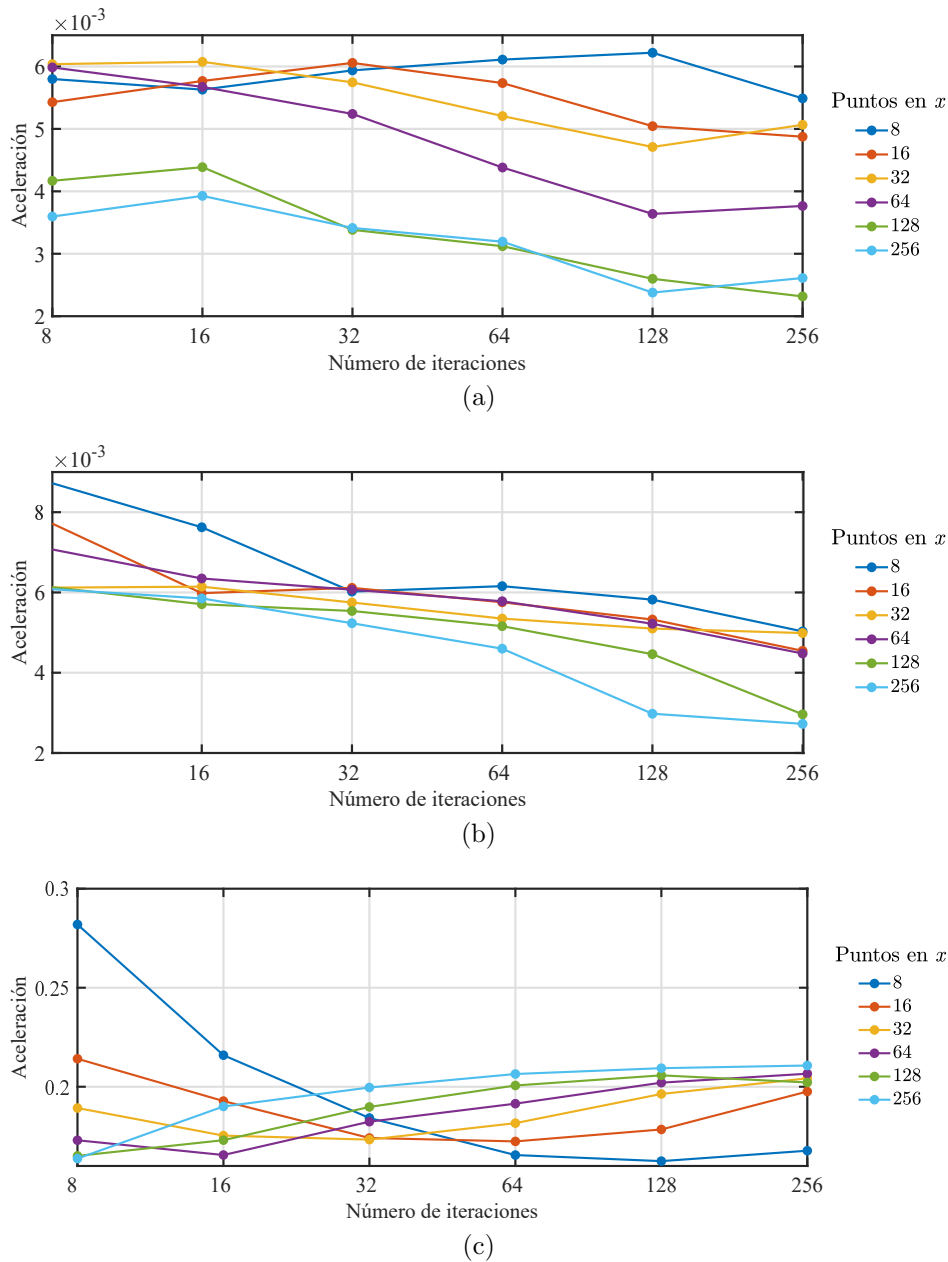 ×10⁻³
6
5
4
3
2
Aceleración
8 16 32 64 128 256
Número de iteraciones
Puntos en x
8
16
32
64
128
256
(a)
×10⁻³
8
6
4
2
Aceleración
16 32 64 128 256
Número de iteraciones
Puntos en x
8
16
32
64
128
256
(b)
0.3
0.25
0.2
Aceleración
8 16 32 64 128 256
Número de iteraciones
Puntos en x
8
16
32
64
128
256
(c)